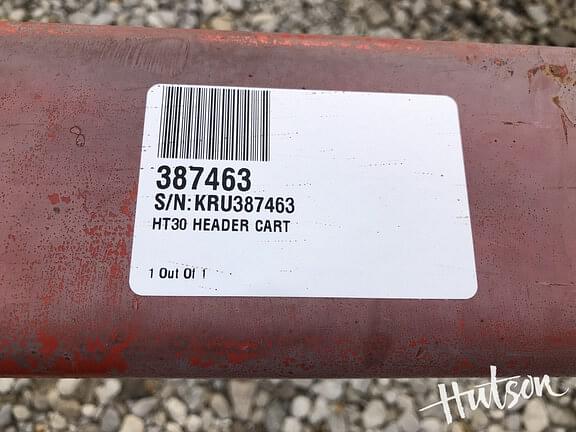 387463
S/N:KRU387463
HT30 HEADER CART
1 Out Of 1
Hutson